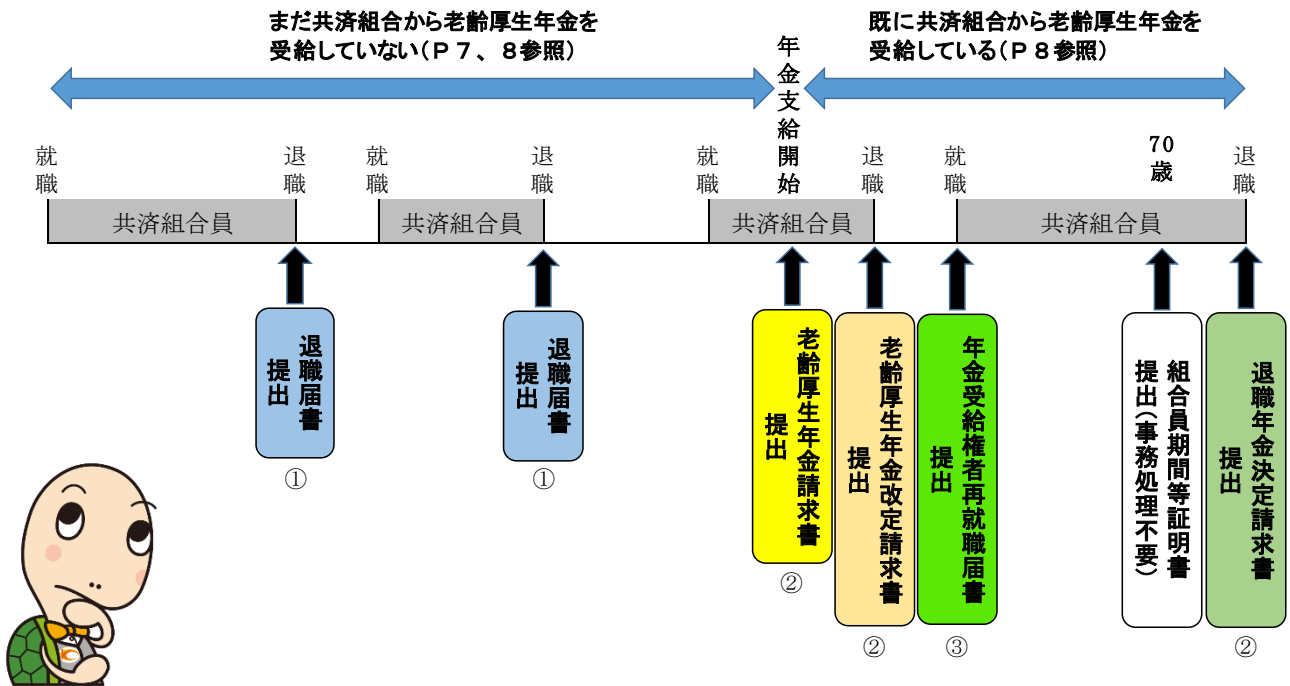 まだ共済組合から老齢厚生年金を
受給していない(P7、8参照)
年金支給開始
既に共済組合から老齢厚生年金を
受給している(P8参照)
就職
退職
就職
退職
就職
退職
就職
70歳
退職
共済組合員
共済組合員
共済組合員
共済組合員
退職届書
提出
①
退職届書
提出
①
老齢厚生年金請求書
提出
②
老齢厚生年金改定請求書
提出
②
年金受給権者再就職届書
提出
③
組合員期間等証明書
提出(事務処理不要)
退職年金決定請求書
提出
②